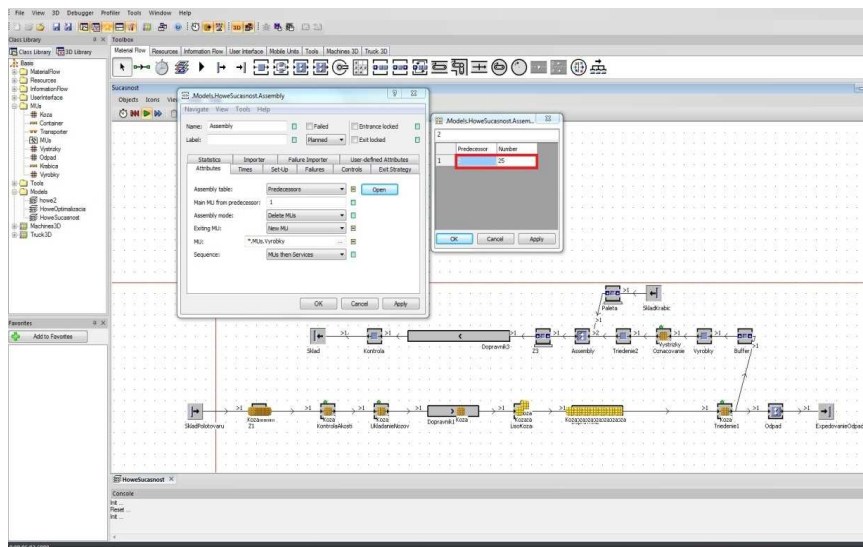 File View 3D Debugger Profiler Tools Window Help
Class Library
Toolbox
Class Library 3D Library
Material Flow Resources Information Flow User Interface Mobile Units Tools Machines 3D Truck 3D
Basis
MaterialFlow
Resources
InformationFlow
UserInterface
MUs
Koza
Container
Transporter
MUs
Vystrizky
Odpad
Krabica
Vyrobky
Tools
Models
howe2
HoweOptimalizacia
HoweSucasnost
Machines3D
Truck3D
Sucasnost
Objects Icons
.Models.HoweSucasnost.Assembly
Navigate View Tools Help
Name: Assembly Failed Entrance locked
Label: Planned Exit locked
Statistics Importer Failure Importer User-defined Attributes
Attributes Times Set-Up Failures Controls Exit Strategy
Assembly table: Predecessors Open
Main MU from predecessor: 1
Assembly mode: Delete MUs
Exiting MU: New MU
MU: *.MUs.Vyrobky ...
Sequence: MUs then Services
OK Cancel Apply
.Models.HoweSucasnost.Assem...
2
Predecessor Number
1 25
OK Cancel Apply
Favorites
Add to Favorites
Paleta SkladKrabic
Sklad Kontrola Dopravnik3 Z3 Assembly Triedenie2 Vystrizky Oznacovanie Vyrobky Buffer
SkladPolotovaru Z1 Koza KontrolaAkosti Koza UkladanieNozov Dopravnik1 Koza Koza Triedenie1 Odpad ExpedovanieOdpad
HoweSucasnost
Console
Init ...
Reset ...
Init ...